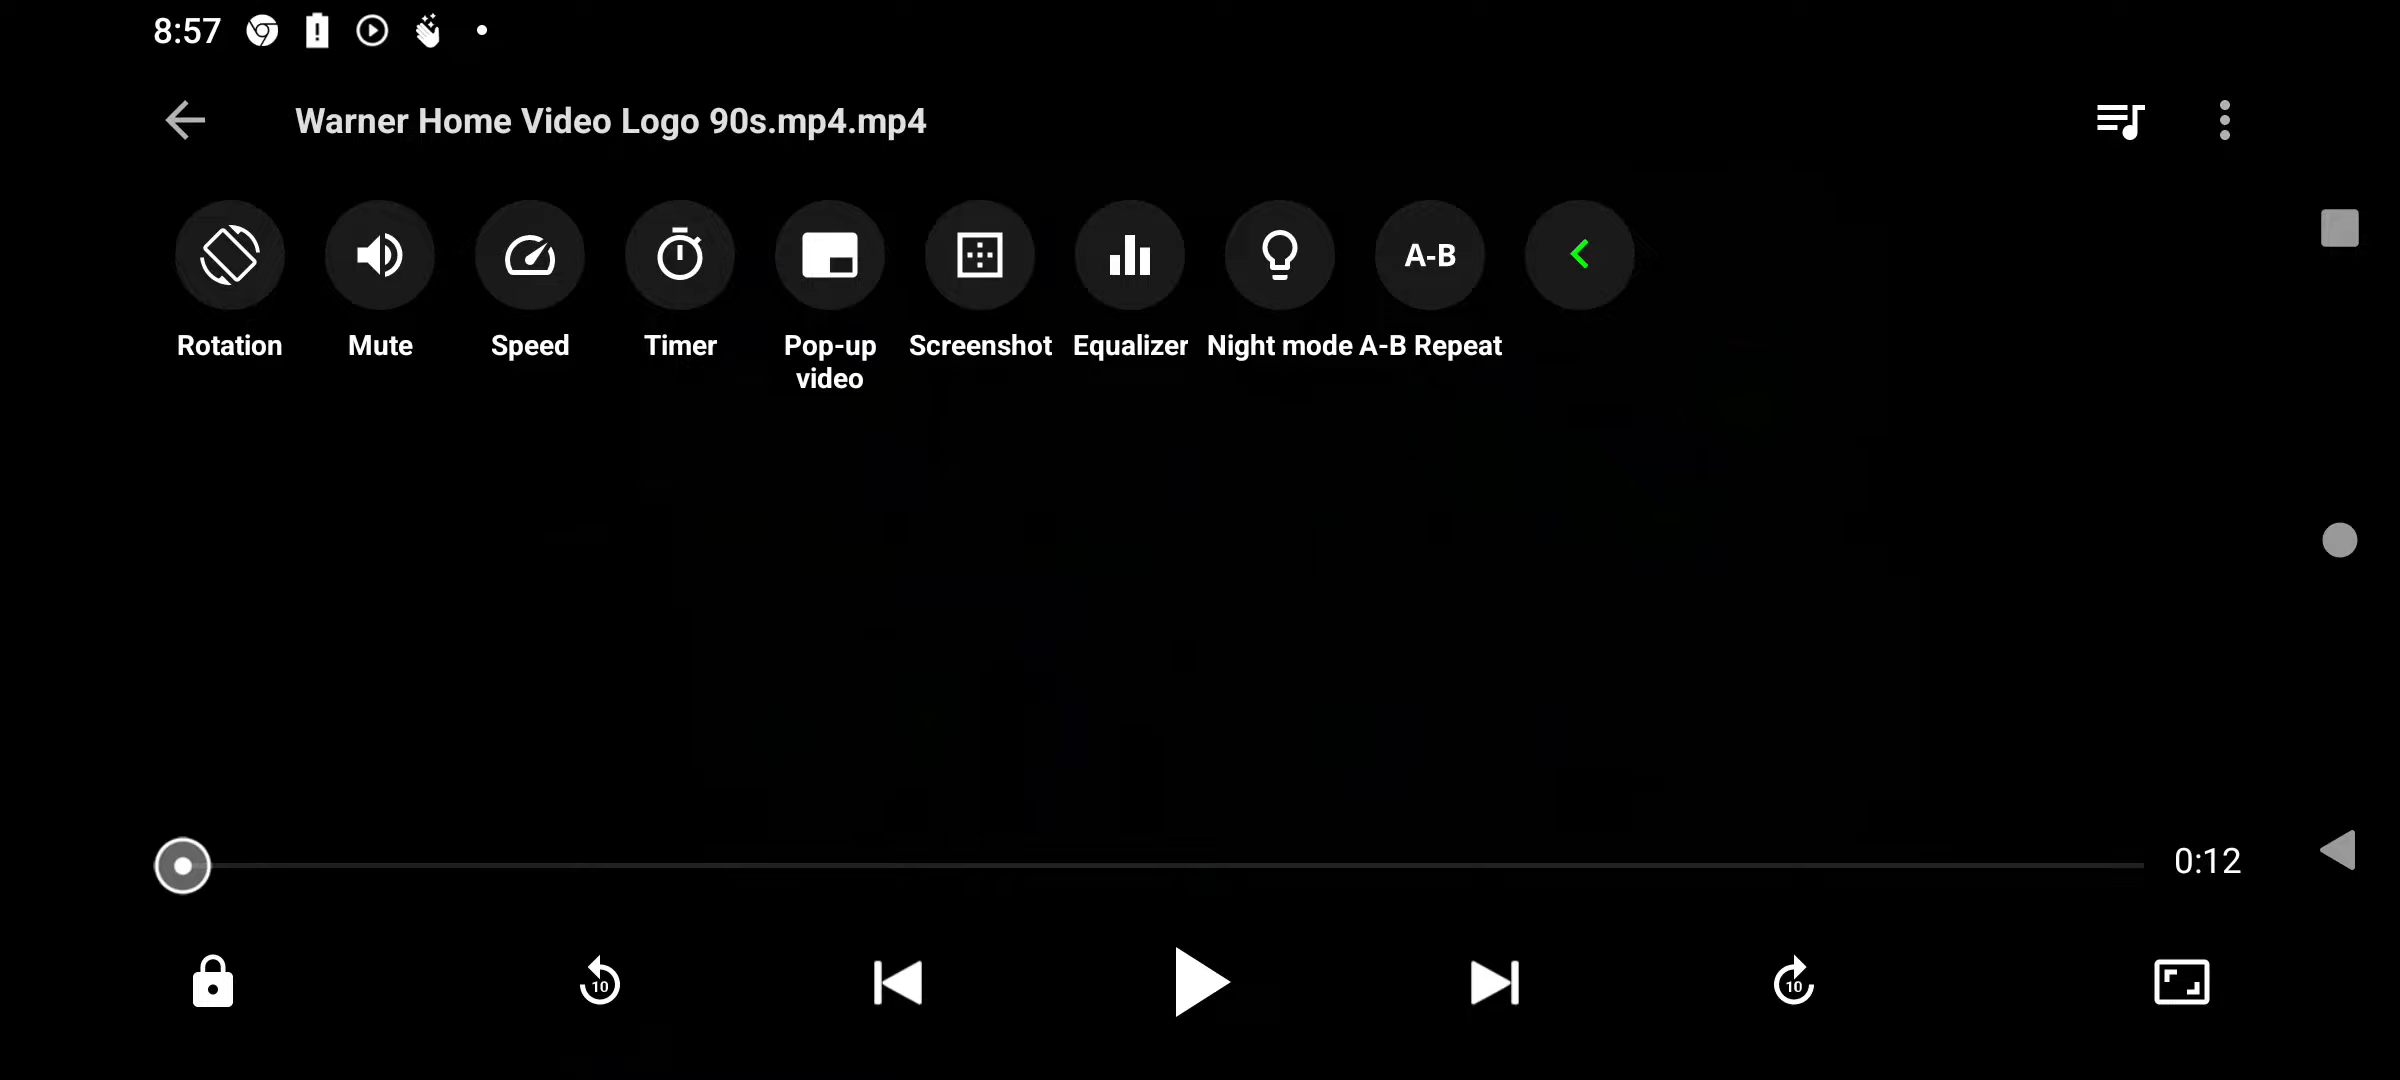 8:57
Warner Home Video Logo 90s.mp4.mp4
A-B
Rotation Mute Speed Timer Pop-up video Screenshot Equalizer Night mode A-B Repeat
0:12
10 10